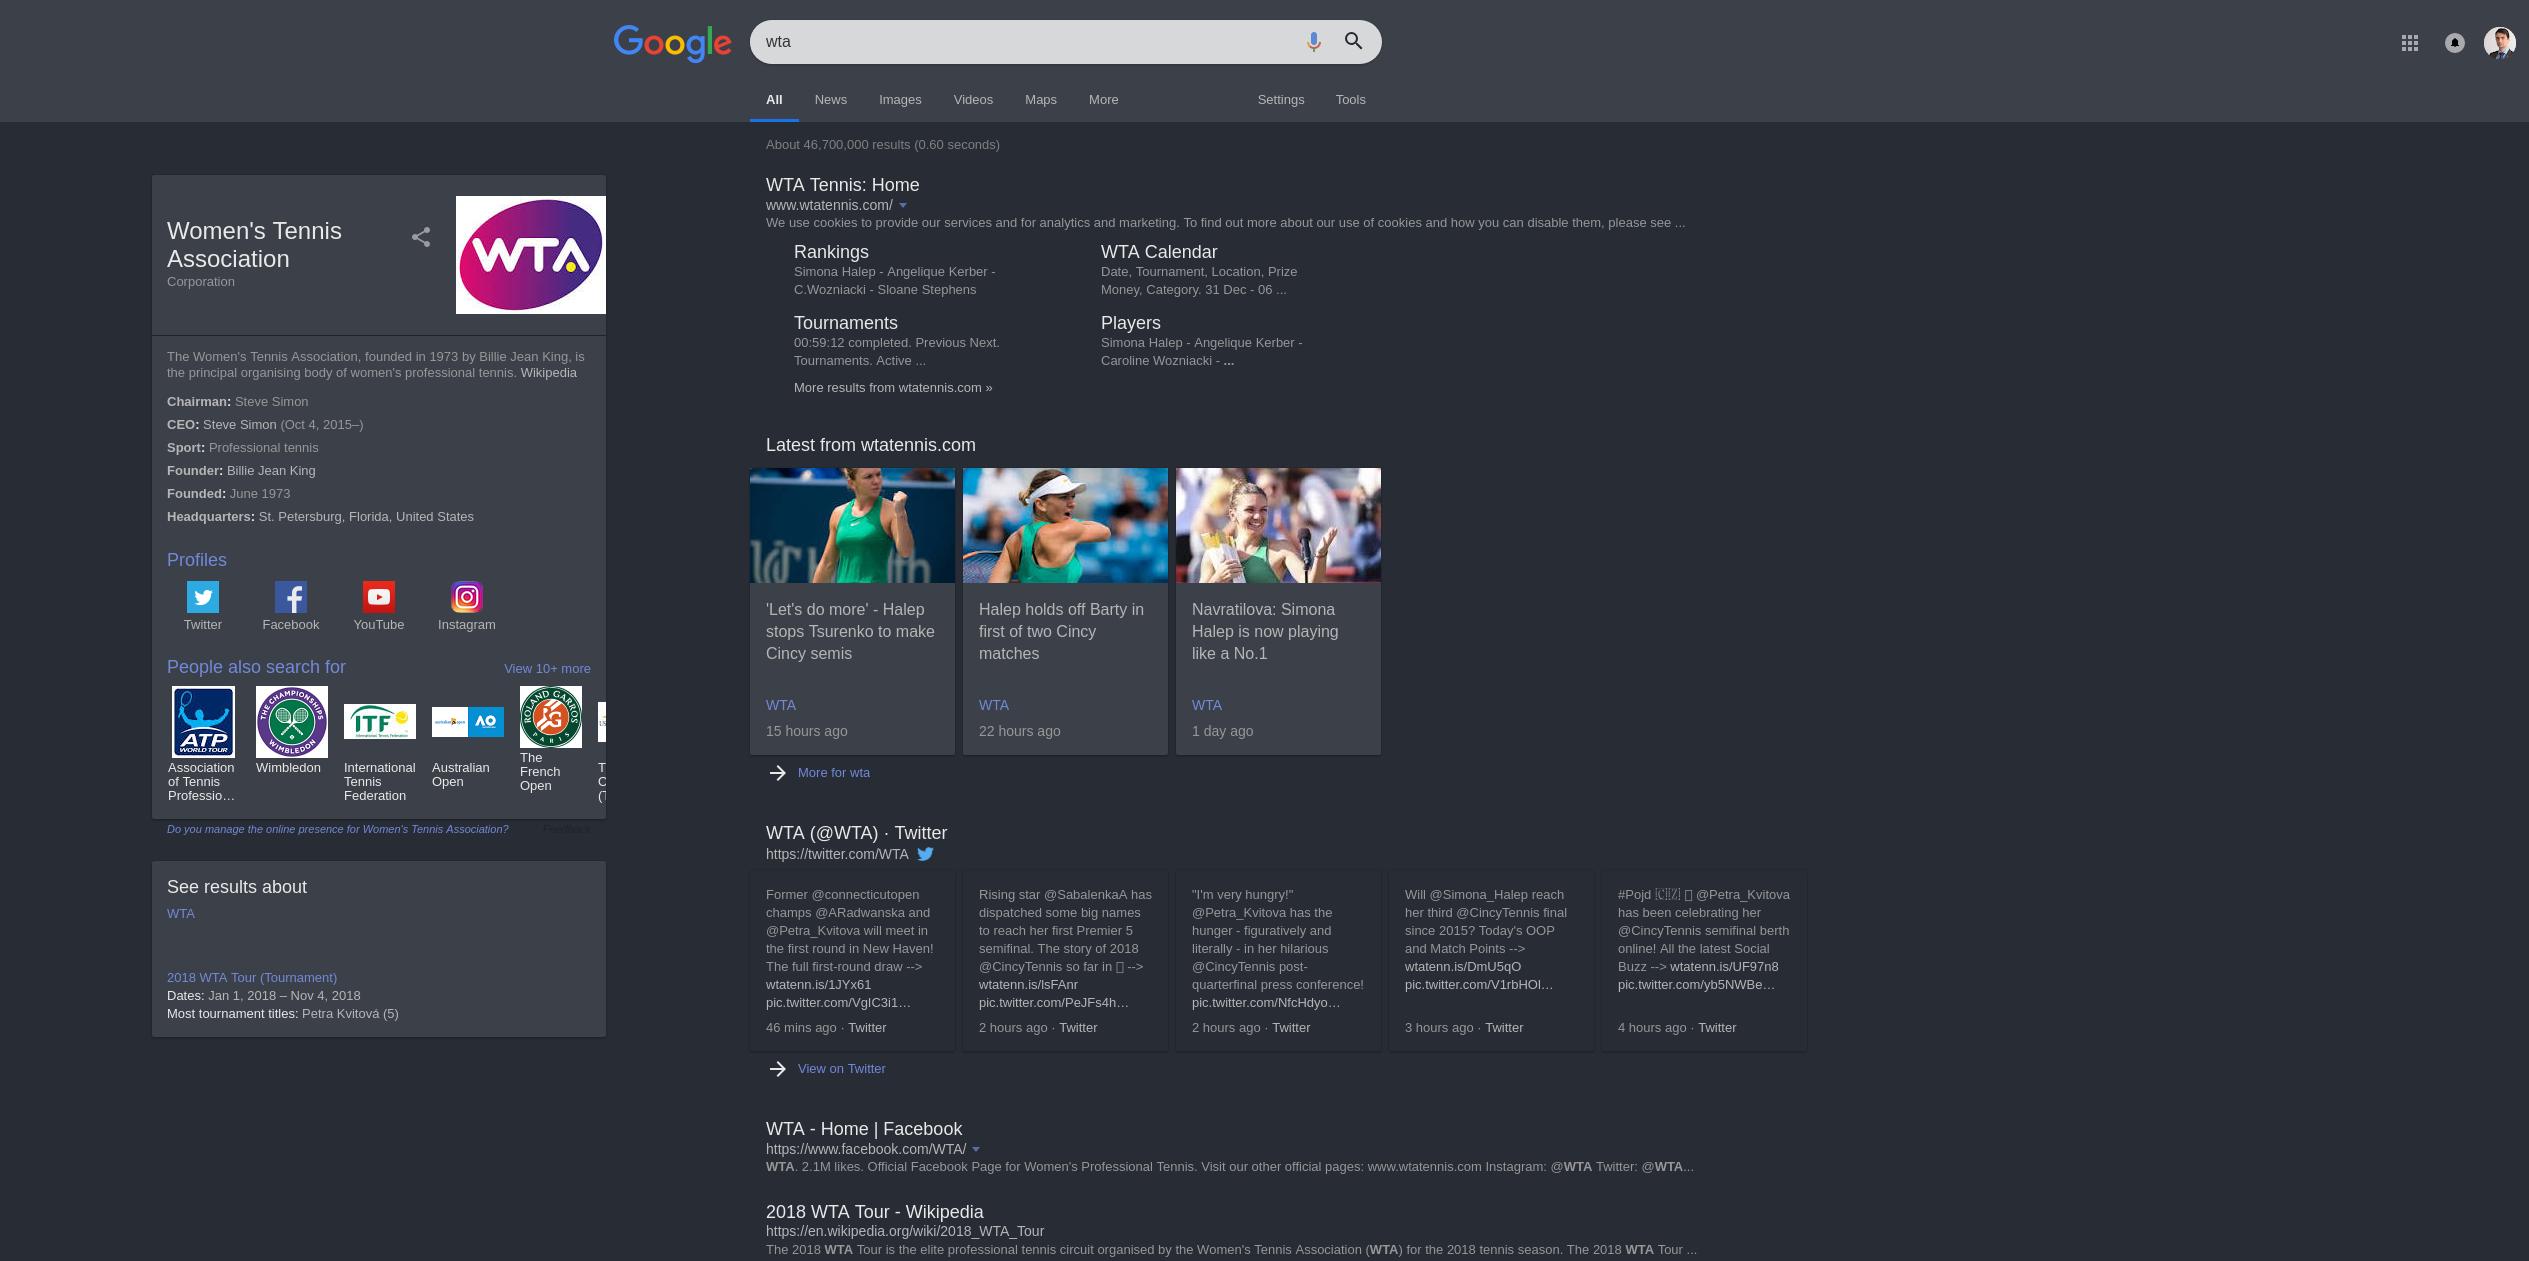 Google
wta
All News Images Videos Maps More Settings Tools
About 46,700,000 results (0.60 seconds)
Women's Tennis
Association
Corporation
WTA
The Women's Tennis Association, founded in 1973 by Billie Jean King, is
the principal organising body of women's professional tennis. Wikipedia
Chairman: Steve Simon
CEO: Steve Simon (Oct 4, 2015–)
Sport: Professional tennis
Founder: Billie Jean King
Founded: June 1973
Headquarters: St. Petersburg, Florida, United States
Profiles
Twitter Facebook YouTube Instagram
People also search for View 10+ more
ATP
WORLD TOUR
THE CHAMPIONSHIPS
WIMBLEDON
ITF
International Tennis Federation
AO
ROLAND GARROS
PARIS
Association
of Tennis
Professio…
Wimbledon
International
Tennis
Federation
Australian
Open
The
French
Open
Do you manage the online presence for Women's Tennis Association? Feedback
See results about
WTA
2018 WTA Tour (Tournament)
Dates: Jan 1, 2018 – Nov 4, 2018
Most tournament titles: Petra Kvitová (5)
WTA Tennis: Home
www.wtatennis.com/
We use cookies to provide our services and for analytics and marketing. To find out more about our use of cookies and how you can disable them, please see ...
Rankings
Simona Halep - Angelique Kerber -
C.Wozniacki - Sloane Stephens
WTA Calendar
Date, Tournament, Location, Prize
Money, Category. 31 Dec - 06 ...
Tournaments
00:59:12 completed. Previous Next.
Tournaments. Active ...
Players
Simona Halep - Angelique Kerber -
Caroline Wozniacki - ...
More results from wtatennis.com »
Latest from wtatennis.com
'Let's do more' - Halep
stops Tsurenko to make
Cincy semis
WTA
15 hours ago
Halep holds off Barty in
first of two Cincy
matches
WTA
22 hours ago
Navratilova: Simona
Halep is now playing
like a No.1
WTA
1 day ago
More for wta
WTA (@WTA) · Twitter
https://twitter.com/WTA
Former @connecticutopen
champs @ARadwanska and
@Petra_Kvitova will meet in
the first round in New Haven!
The full first-round draw -->
wtatenn.is/1JYx61
pic.twitter.com/VgIC3i1…
46 mins ago · Twitter
Rising star @SabalenkaA has
dispatched some big names
to reach her first Premier 5
semifinal. The story of 2018
@CincyTennis so far in -->
wtatenn.is/lsFAnr
pic.twitter.com/PeJFs4h…
2 hours ago · Twitter
"I'm very hungry!"
@Petra_Kvitova has the
hunger - figuratively and
literally - in her hilarious
@CincyTennis post-
quarterfinal press conference!
pic.twitter.com/NfcHdyo…
2 hours ago · Twitter
Will @Simona_Halep reach
her third @CincyTennis final
since 2015? Today's OOP
and Match Points -->
wtatenn.is/DmU5qO
pic.twitter.com/V1rbHOl…
3 hours ago · Twitter
#Pojd 🇨🇿 @Petra_Kvitova
has been celebrating her
@CincyTennis semifinal berth
online! All the latest Social
Buzz --> wtatenn.is/UF97n8
pic.twitter.com/yb5NWBe…
4 hours ago · Twitter
View on Twitter
WTA - Home | Facebook
https://www.facebook.com/WTA/
WTA. 2.1M likes. Official Facebook Page for Women's Professional Tennis. Visit our other official pages: www.wtatennis.com Instagram: @WTA Twitter: @WTA...
2018 WTA Tour - Wikipedia
https://en.wikipedia.org/wiki/2018_WTA_Tour
The 2018 WTA Tour is the elite professional tennis circuit organised by the Women's Tennis Association (WTA) for the 2018 tennis season. The 2018 WTA Tour ...